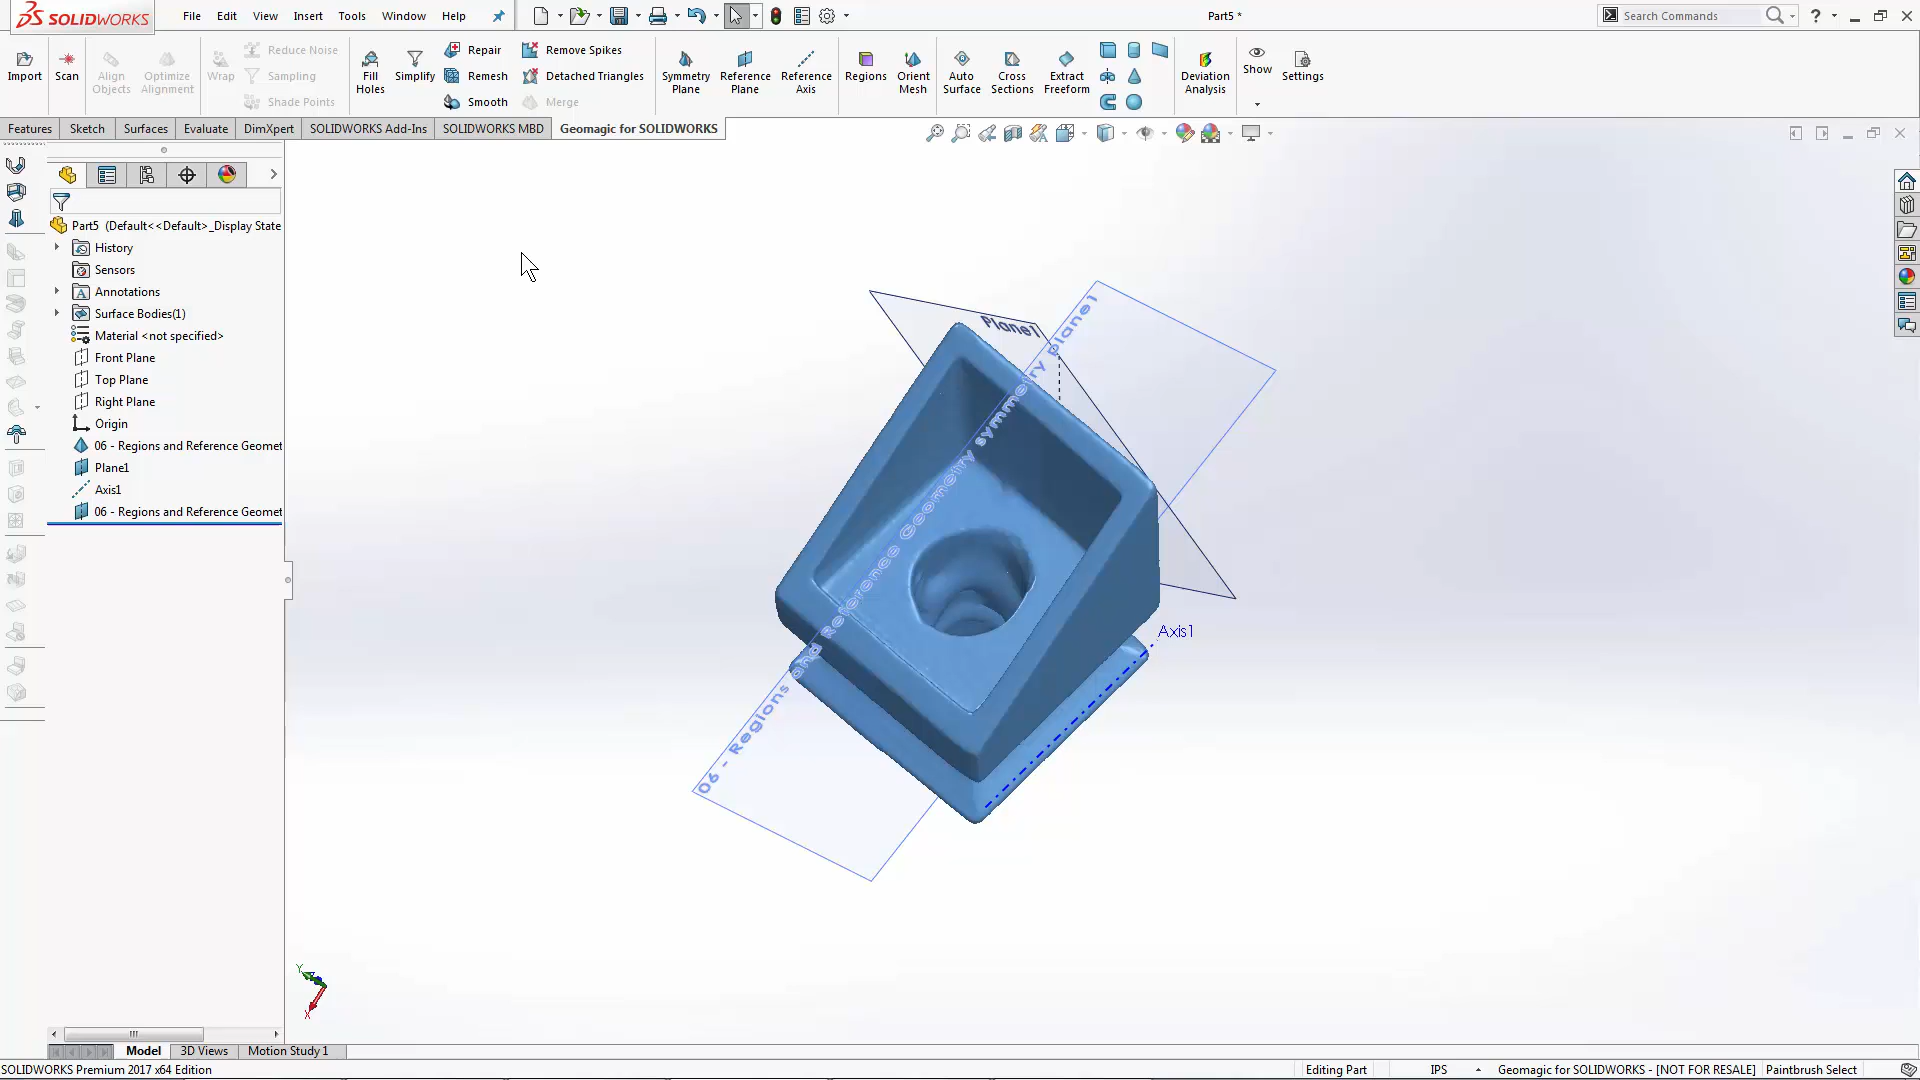 SOLIDWORKS
File Edit View Insert Tools Window Help
Part5 *
Search Commands
Import
Scan
Align Objects
Optimize Alignment
Wrap
Reduce Noise
Sampling
Shade Points
Fill Holes
Simplify
Repair
Remesh
Smooth
Remove Spikes
Detached Triangles
Merge
Symmetry Plane
Reference Plane
Reference Axis
Regions
Orient Mesh
Auto Surface
Cross Sections
Extract Freeform
Deviation Analysis
Show
Settings
Features Sketch Surfaces Evaluate DimXpert SOLIDWORKS Add-Ins SOLIDWORKS MBD Geomagic for SOLIDWORKS
Part5 (Default<<Default>_Display State
History
Sensors
Annotations
Surface Bodies(1)
Material <not specified>
Front Plane
Top Plane
Right Plane
Origin
06 - Regions and Reference Geomet
Plane1
Axis1
06 - Regions and Reference Geomet
Plane1
06 - Regions and Reference Geometry symmetry plane1
Axis1
Y
X
Model 3D Views Motion Study 1
SOLIDWORKS Premium 2017 x64 Edition
Editing Part
IPS
Geomagic for SOLIDWORKS - [NOT FOR RESALE]
Paintbrush Select